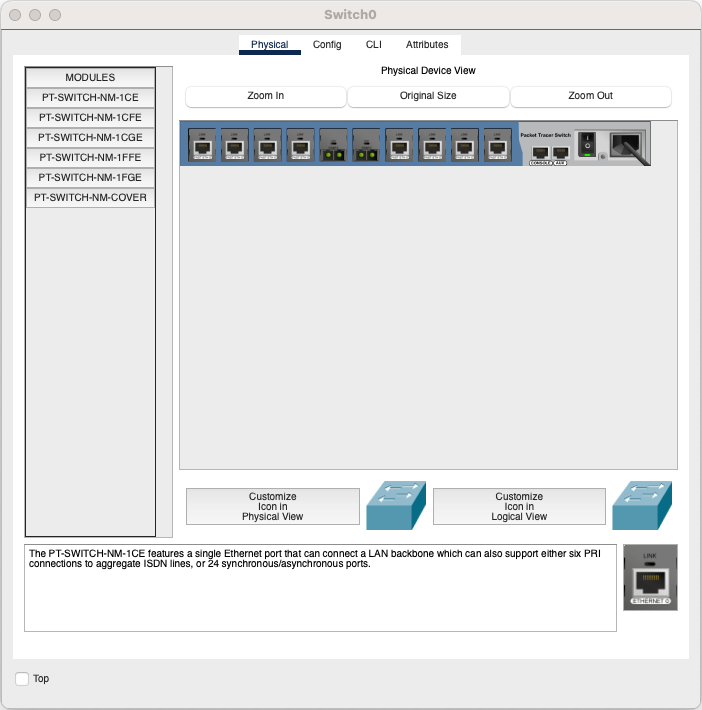 Switch0
Physical Config CLI Attributes
MODULES
PT-SWITCH-NM-1CE
PT-SWITCH-NM-1CFE
PT-SWITCH-NM-1CGE
PT-SWITCH-NM-1FFE
PT-SWITCH-NM-1FGE
PT-SWITCH-NM-COVER
Physical Device View
Zoom In Original Size Zoom Out
Packet Tracer Switch
CONSOLE AUX
Customize
Icon in
Physical View
Customize
Icon in
Logical View
The PT-SWITCH-NM-1CE features a single Ethernet port that can connect a LAN backbone which can also support either six PRI
connections to aggregate ISDN lines, or 24 synchronous/asynchronous ports.
LINK
ETHERNET 0
Top